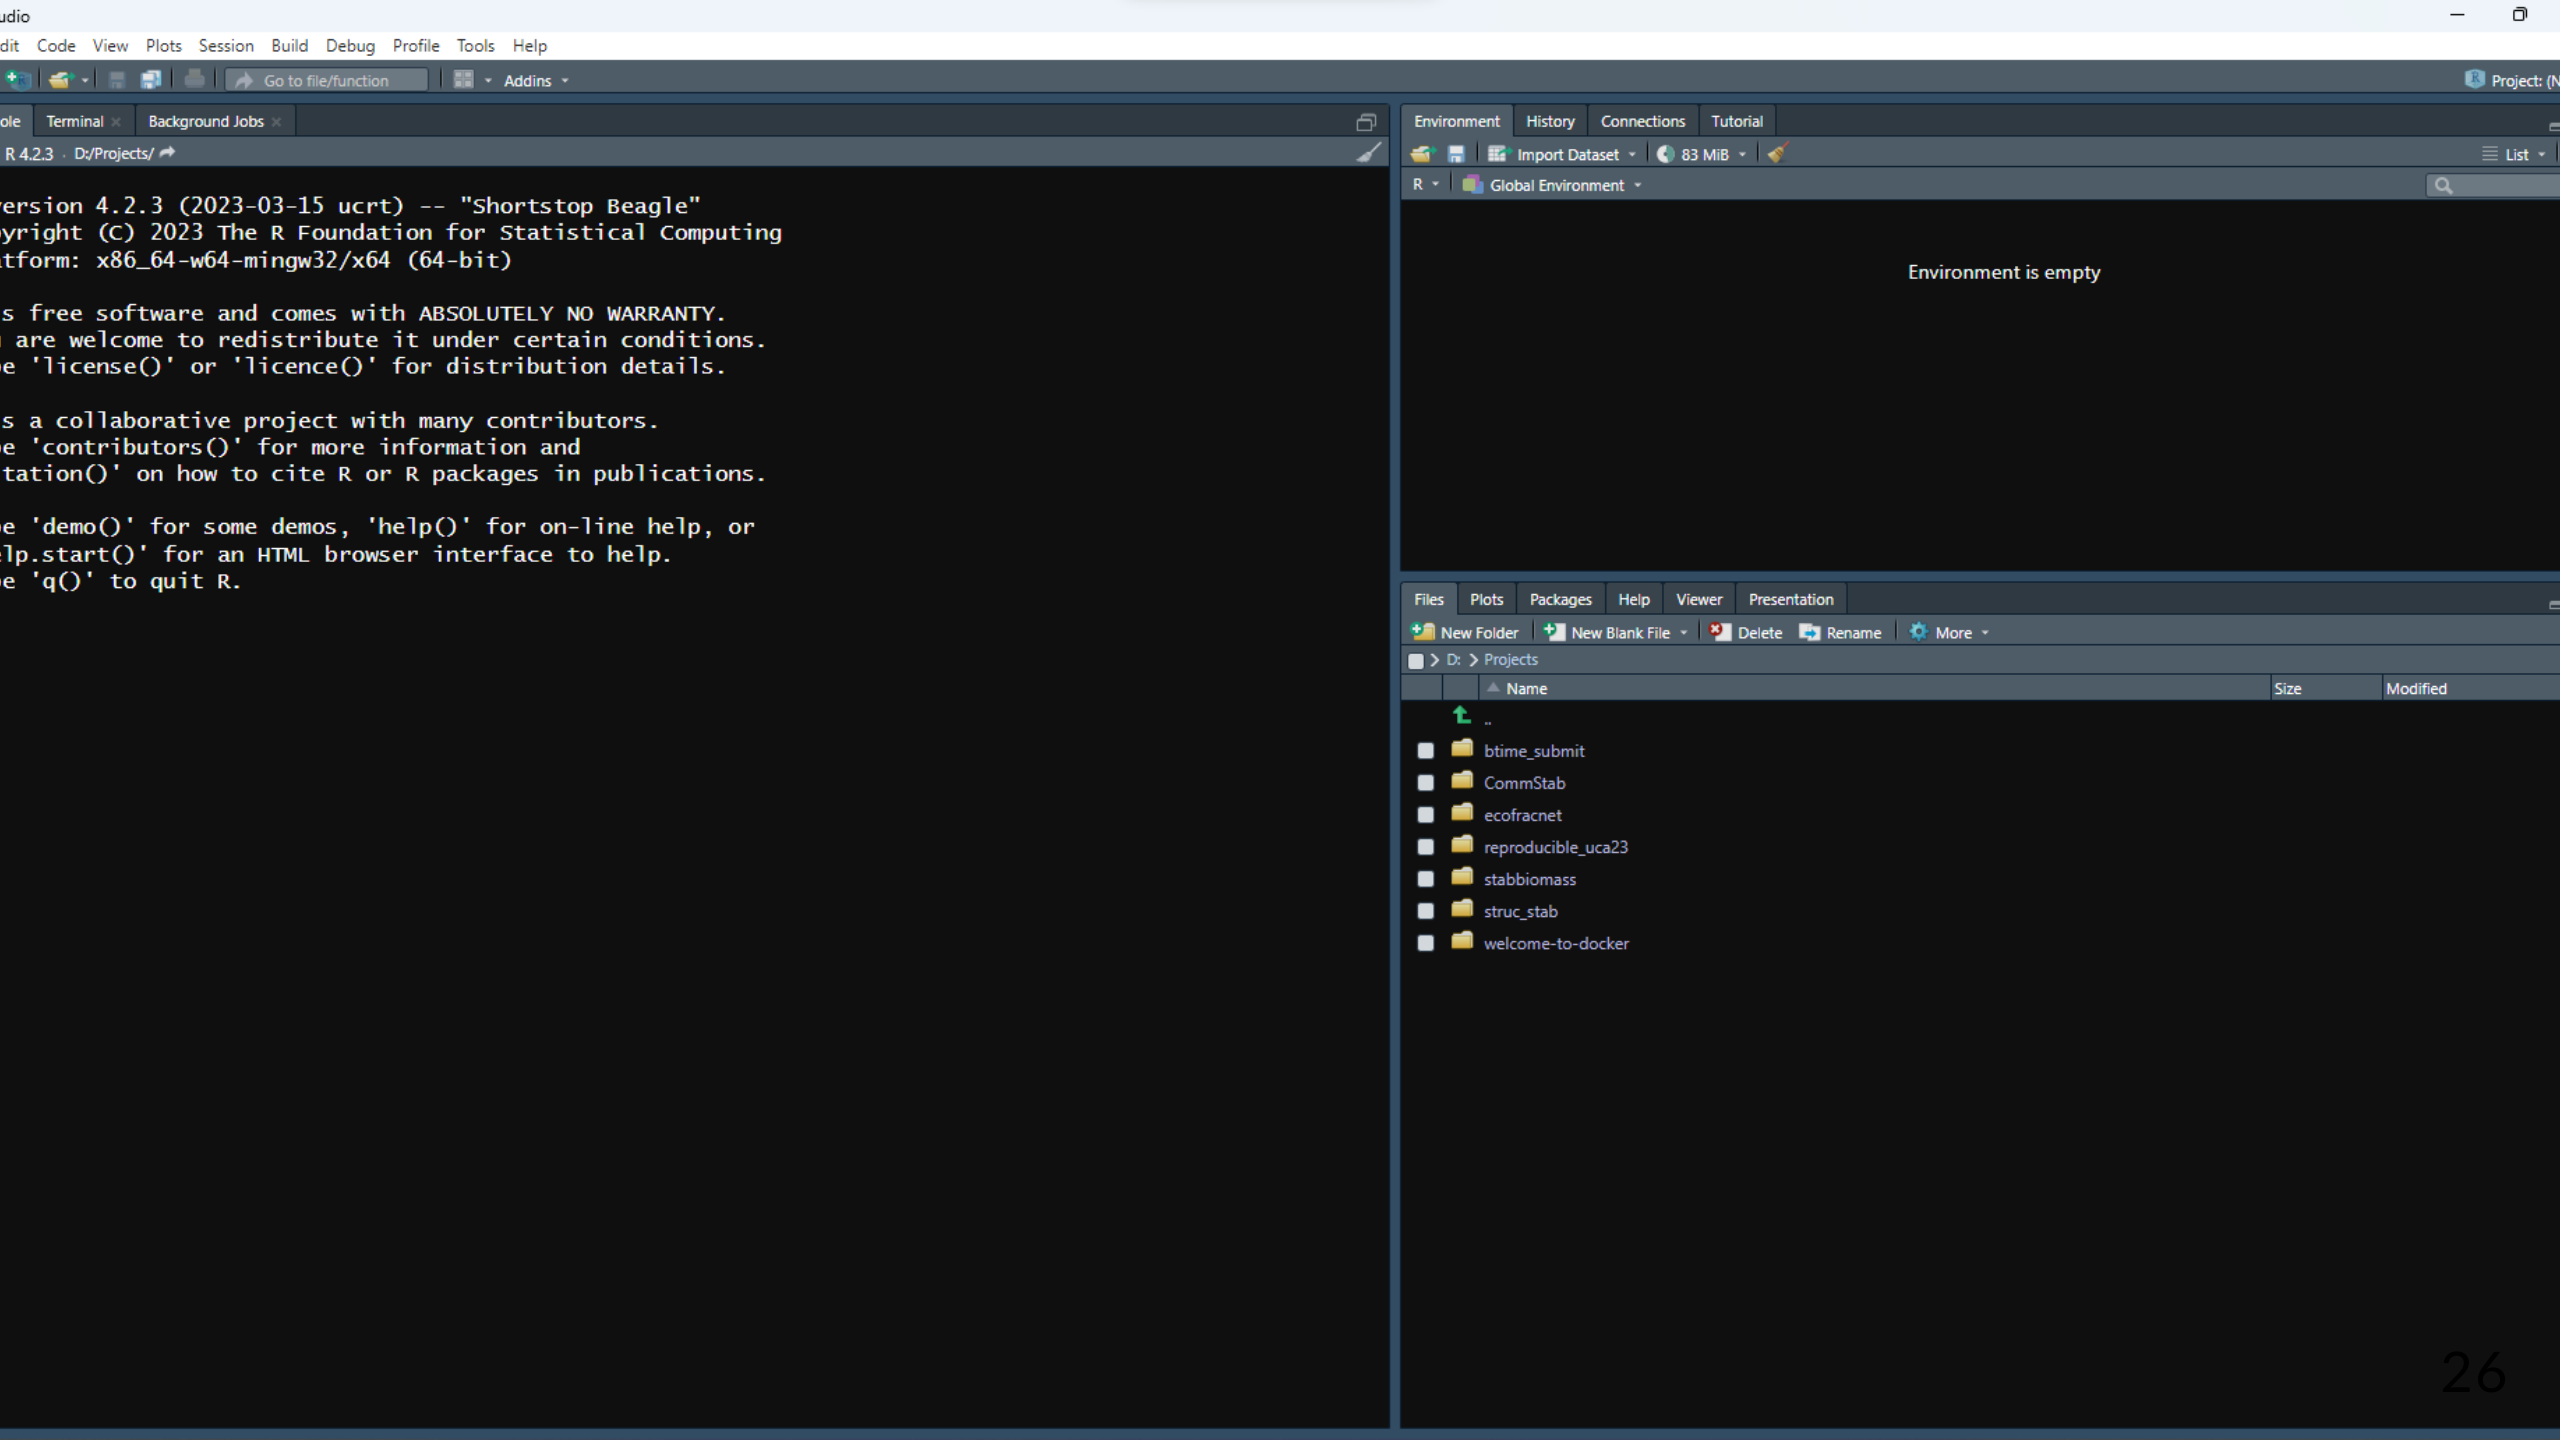 udio
dit Code View Plots Session Build Debug Profile Tools Help
Go to file/function Addins Project: (N
ole Terminal Background Jobs
R 4.2.3 · D:/Projects/
ersion 4.2.3 (2023-03-15 ucrt) -- "Shortstop Beagle"
yright (C) 2023 The R Foundation for Statistical Computing
tform: x86_64-w64-mingw32/x64 (64-bit)
s free software and comes with ABSOLUTELY NO WARRANTY.
are welcome to redistribute it under certain conditions.
e 'license()' or 'licence()' for distribution details.
s a collaborative project with many contributors.
e 'contributors()' for more information and
tation()' on how to cite R or R packages in publications.
e 'demo()' for some demos, 'help()' for on-line help, or
lp.start()' for an HTML browser interface to help.
e 'q()' to quit R.
Environment History Connections Tutorial
Import Dataset 83 MiB List
R Global Environment
Environment is empty
Files Plots Packages Help Viewer Presentation
New Folder New Blank File Delete Rename More
D: Projects
Name Size Modified
..
btime_submit
CommStab
ecofracnet
reproducible_uca23
stabbiomass
struc_stab
welcome-to-docker
26